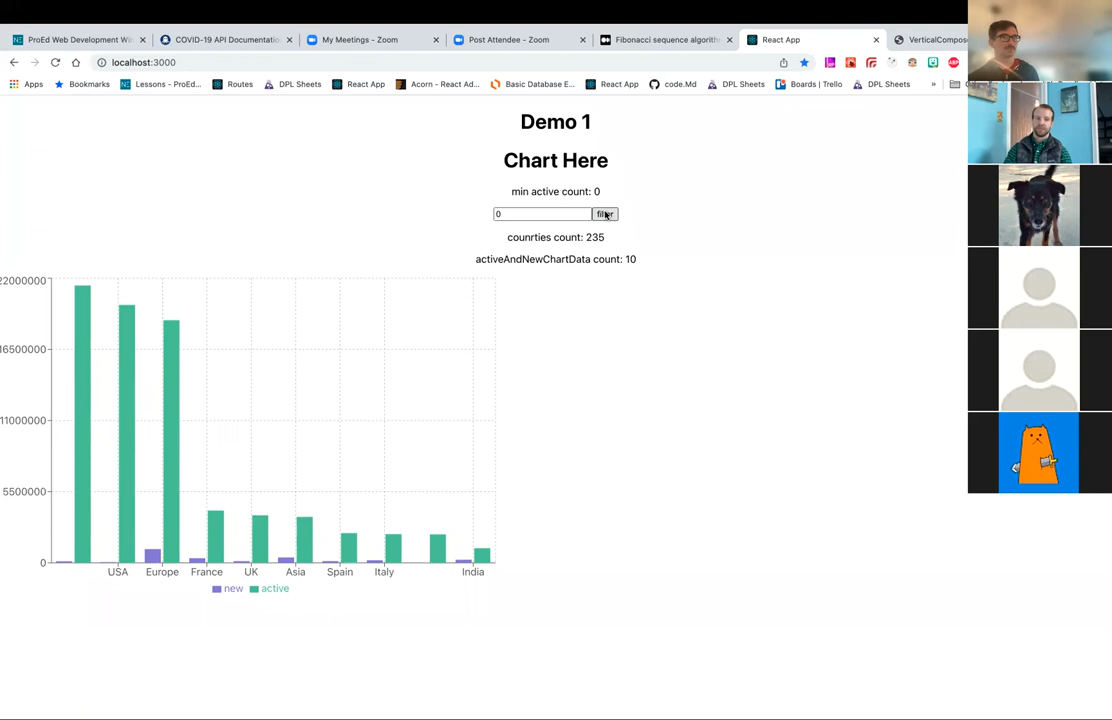 ProEd Web Development Win
COVID-19 API Documentatio
My Meetings - Zoom
Post Attendee - Zoom
Fibonacci sequence algorith
React App
VerticalCompos
localhost:3000
Apps
Bookmarks
Lessons - ProEd...
Routes
DPL Sheets
React App
Acorn - React Ad...
Basic Database E...
React App
code.Md
DPL Sheets
Boards | Trello
DPL Sheets
»
ABP
Demo 1
Chart Here
min active count: 0
0
filter
counrties count: 235
activeAndNewChartData count: 10
22000000
16500000
11000000
5500000
0
USA Europe France UK Asia Spain Italy India
new active